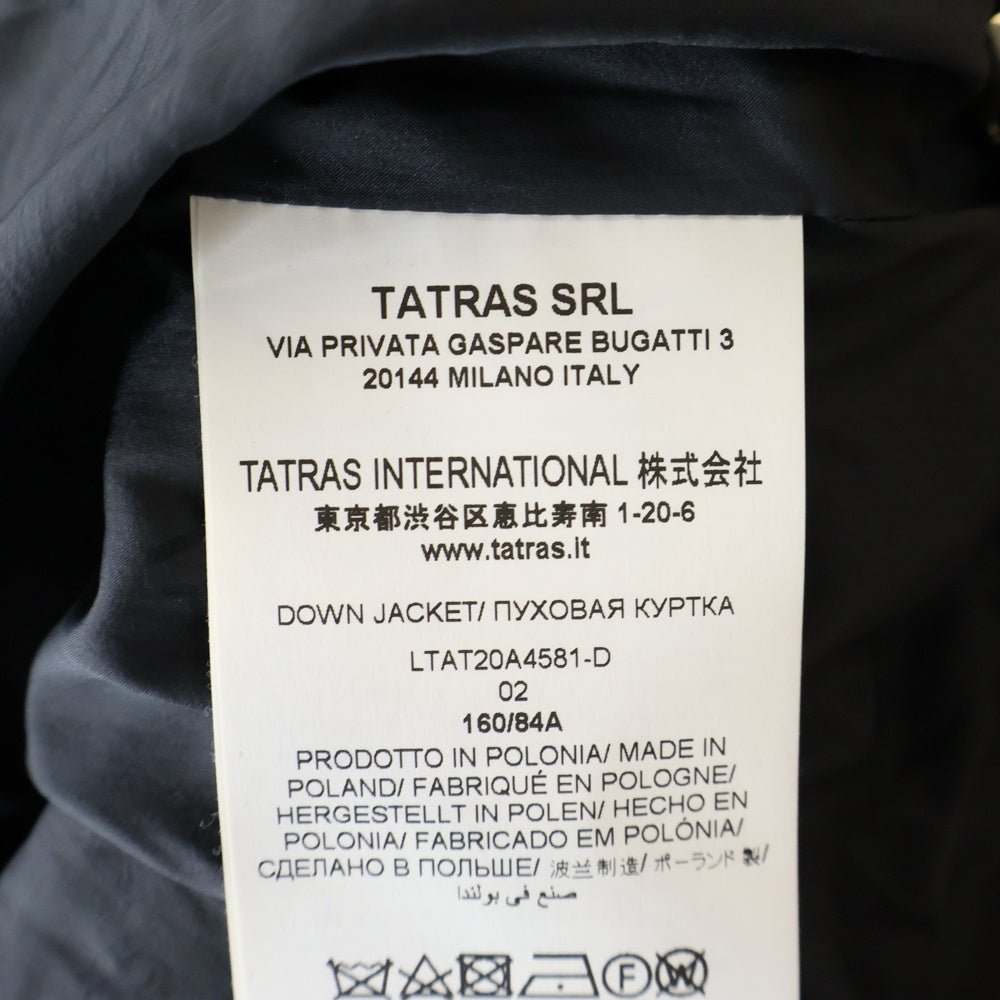 TATRAS SRL
VIA PRIVATA GASPARE BUGATTI 3
20144 MILANO ITALY
TATRAS INTERNATIONAL 株式会社
東京都渋谷区恵比寿南 1-20-6
www.tatras.it
DOWN JACKET/ ПУХОВАЯ КУРТКА
LTAT20A4581-D
02
160/84A
PRODOTTO IN POLONIA/ MADE IN
POLAND/ FABRIQUÉ EN POLOGNE/
HERGESTELLT IN POLEN/ HECHO EN
POLONIA/ FABRICADO EM POLÓNIA/
СДЕЛАНО В ПОЛЬШЕ/ 波兰制造/ ポーランド 製/
صنع في بولندا
F W